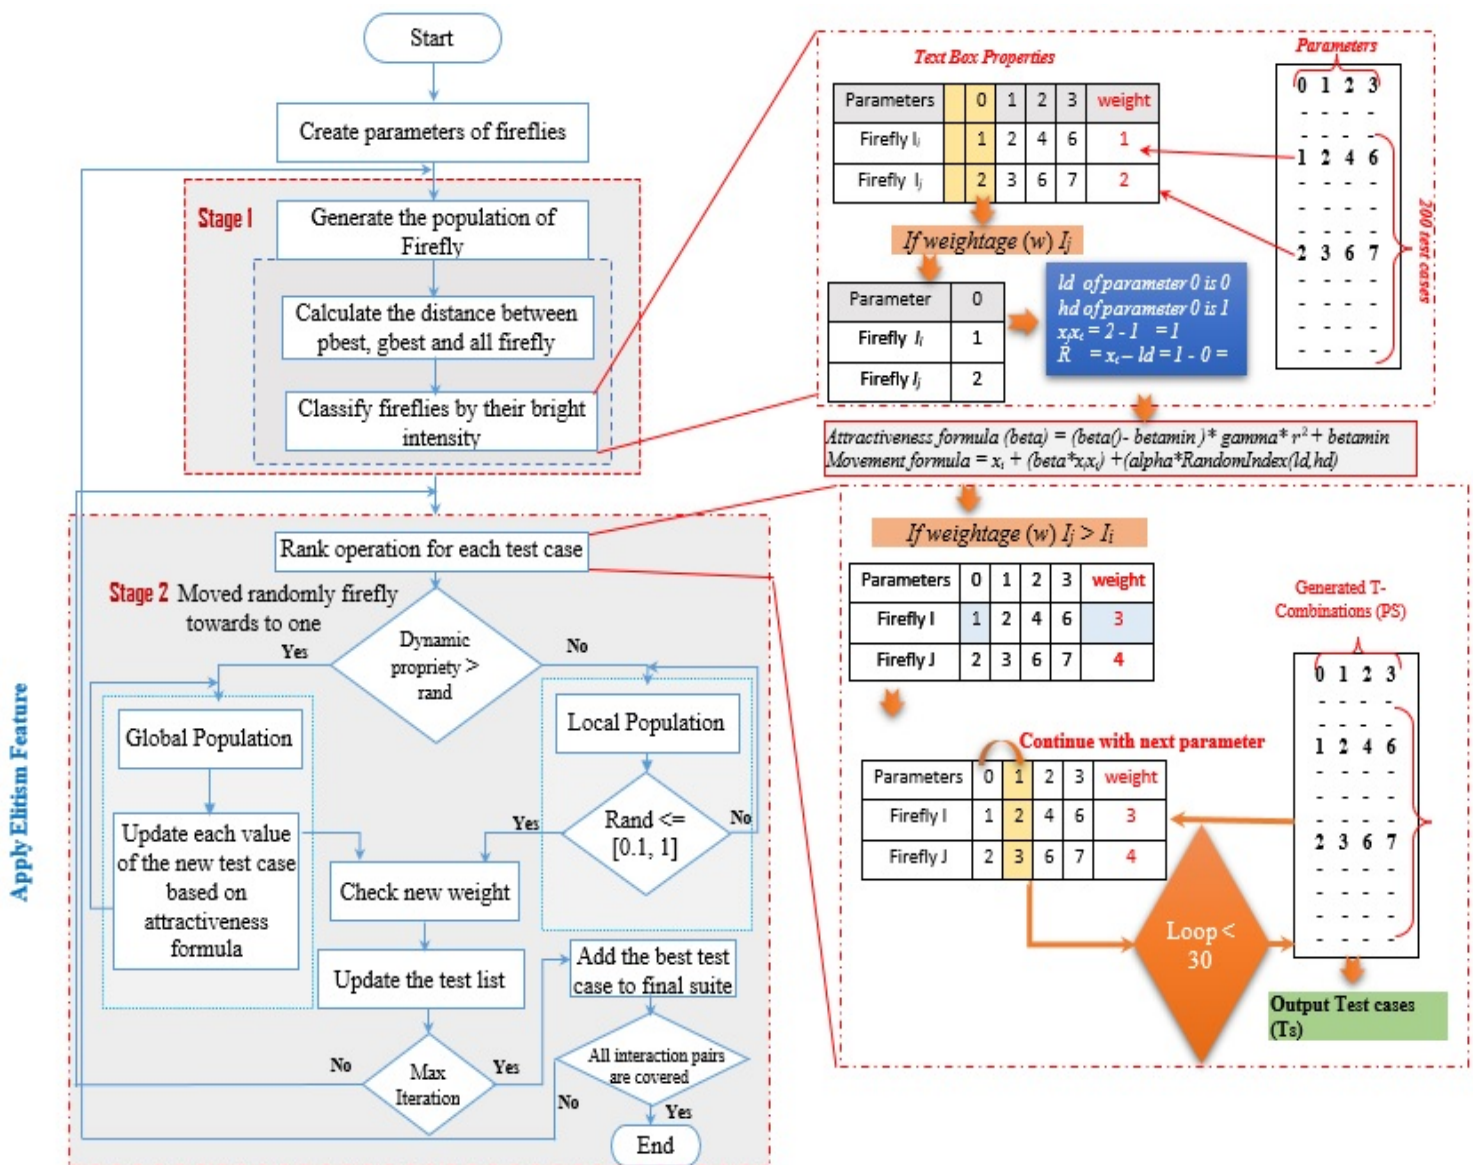 Start
Create parameters of fireflies
Stage 1
Generate the population of
Firefly
Calculate the distance between
pbest, gbest and all firefly
Classify fireflies by their bright
intensity
Rank operation for each test case
Stage 2 Moved randomly firefly
towards to one
Yes
No
Dynamic
propriety >
rand
Global Population
Local Population
Update each value
of the new test case
based on
attractiveness
formula
Yes
Rand <=
[0.1, 1]
No
Check new weight
Update the test list
Add the best test
case to final suite
No
Max
Iteration
Yes
All interaction pairs
are covered
No
Yes
End
Apply Elitism Feature
Text Box Properties
Parameters 0 1 2 3 weight
Firefly Ii 1 2 4 6 1
Firefly Ij 2 3 6 7 2
If weightage (w) Ij
Parameter 0
Firefly Ii 1
Firefly Ij 2
ld of parameter 0 is 0
hd of parameter 0 is 1
xjxi = 2 - 1 = 1
R = xi – ld = 1 - 0 =
Parameters
0 1 2 3
- - - -
- - - -
1 2 4 6
- - - -
- - - -
- - - -
2 3 6 7
- - - -
- - - -
- - - -
- - - -
200 test cases
Attractiveness formula (beta) = (beta()- betamin )* gamma* r² + betamin
Movement formula = xi + (beta*xjxi) +(alpha*RandomIndex(ld,hd)
If weightage (w) Ij > Ii
Parameters 0 1 2 3 weight
Firefly I 1 2 4 6 3
Firefly J 2 3 6 7 4
Continue with next parameter
Parameters 0 1 2 3 weight
Firefly I 1 2 4 6 3
Firefly J 2 3 6 7 4
Loop <
30
Generated T-
Combinations (PS)
0 1 2 3
- - - -
- - - -
1 2 4 6
- - - -
- - - -
- - - -
2 3 6 7
- - - -
- - - -
- - - -
- - - -
Output Test cases
(Ts)